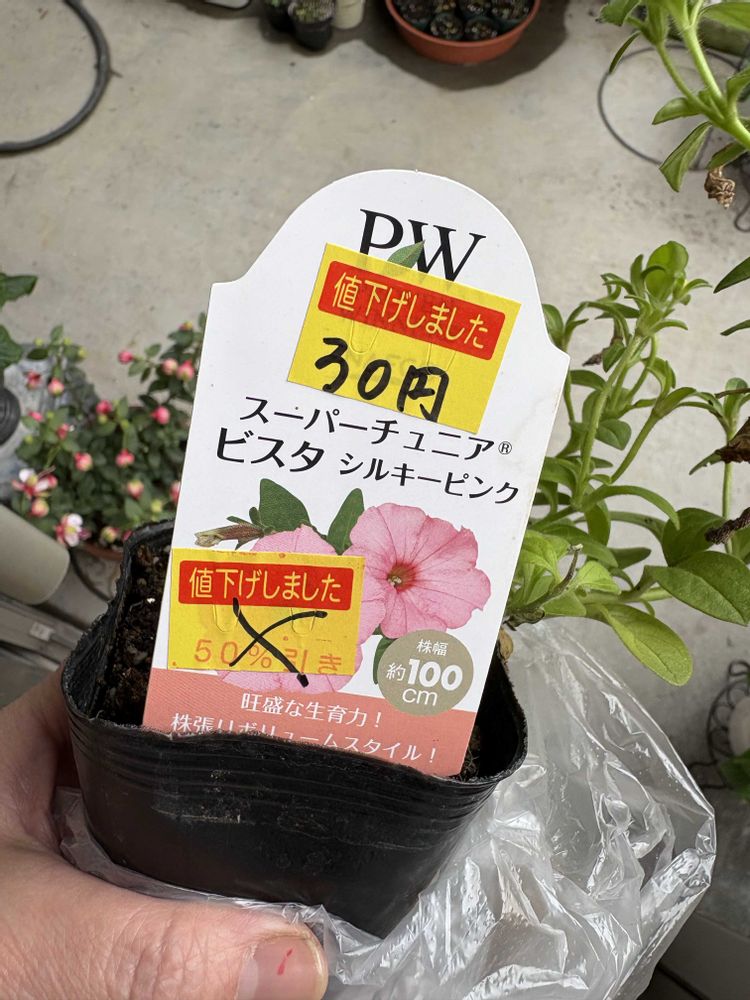 PW
値下げしました
30円
スーパーチュニア®
ビスタ シルキーピンク
値下げしました
50%引き
株幅
約100
cm
旺盛な生育力！
株張りボリュームスタイル！